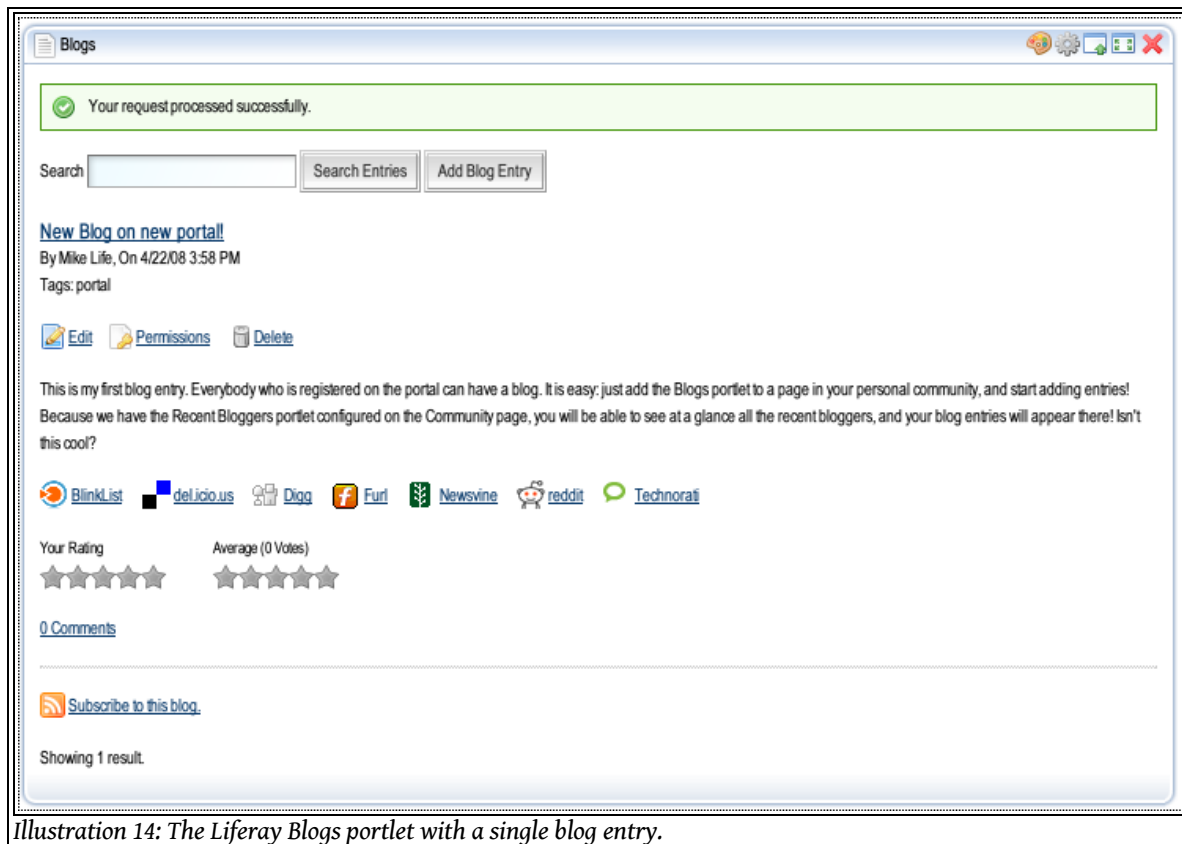 Blogs
Your request processed successfully.
Search Search Entries Add Blog Entry
New Blog on new portal!
By Mike Life, On 4/22/08 3:58 PM
Tags: portal
Edit Permissions Delete
This is my first blog entry. Everybody who is registered on the portal can have a blog. It is easy: just add the Blogs portlet to a page in your personal community, and start adding entries!
Because we have the Recent Bloggers portlet configured on the Community page, you will be able to see at a glance all the recent bloggers, and your blog entries will appear there! Isn't
this cool?
BlinkList del.icio.us Digg Furl Newsvine reddit Technorati
Your Rating Average (0 Votes)
0 Comments
Subscribe to this blog.
Showing 1 result.
Illustration 14: The Liferay Blogs portlet with a single blog entry.